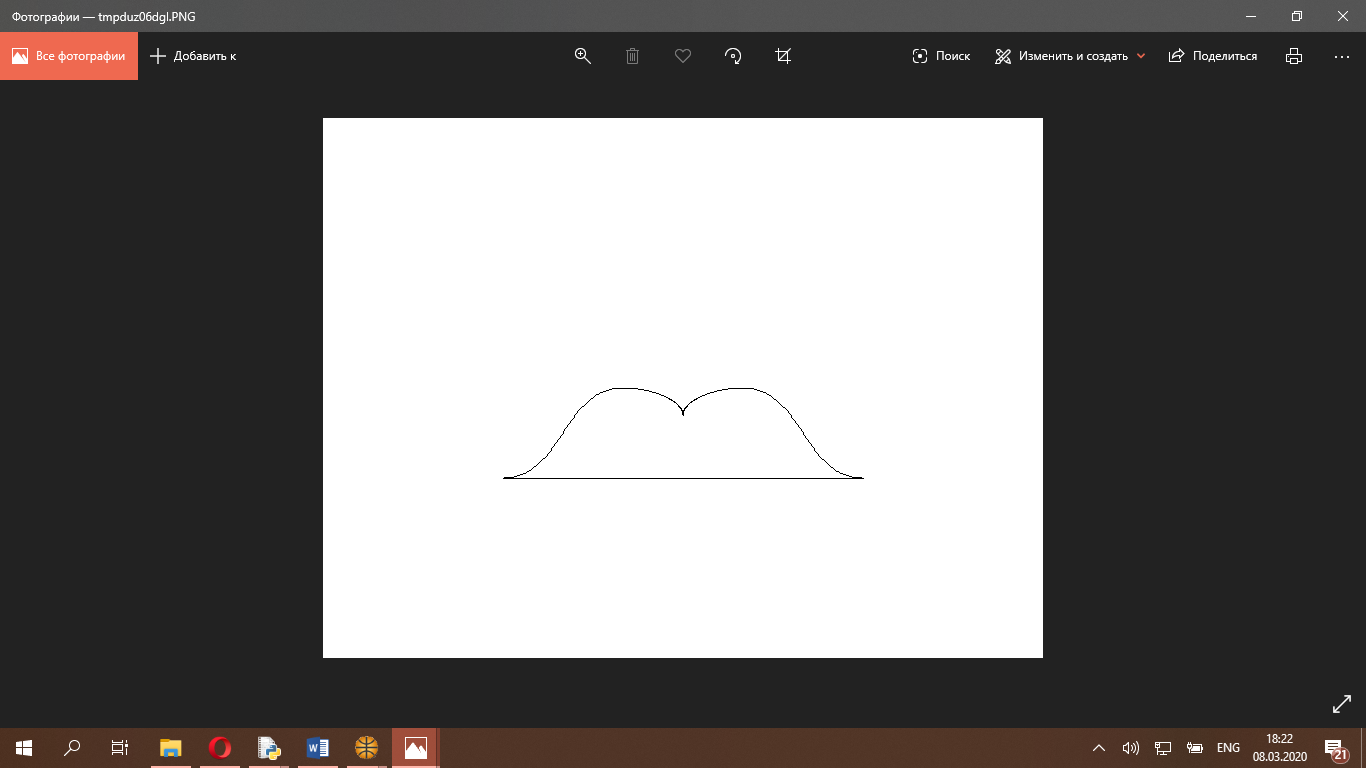 Фотографии — tmpduz06dgl.PNG
Все фотографии
Добавить к
Поиск
Изменить и создать
Поделиться
W
ENG
18:22
08.03.2020
21